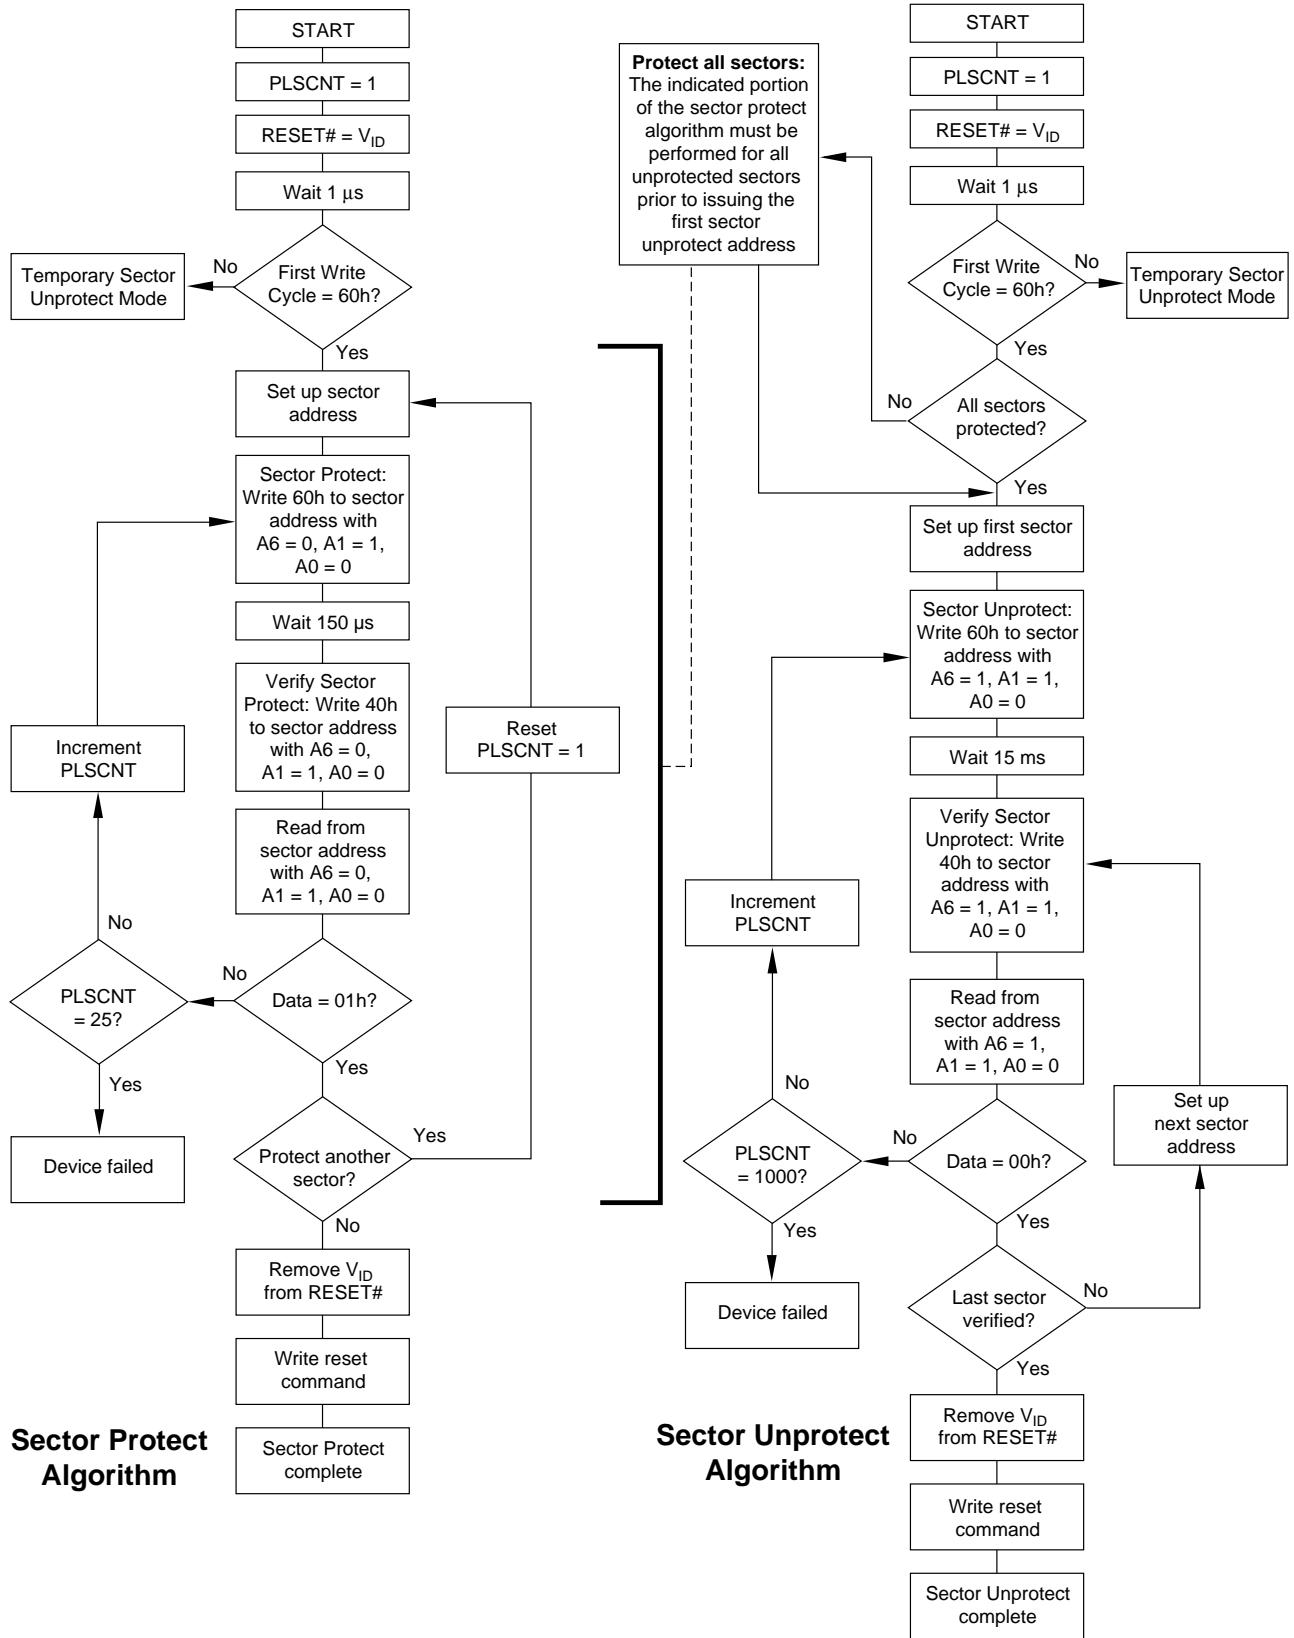 START
PLSCNT = 1
RESET# = VID
Wait 1 μs
First Write
Cycle = 60h?
No
Temporary Sector
Unprotect Mode
Yes
Set up sector
address
Sector Protect:
Write 60h to sector
address with
A6 = 0, A1 = 1,
A0 = 0
Wait 150 µs
Verify Sector
Protect: Write 40h
to sector address
with A6 = 0,
A1 = 1, A0 = 0
Read from
sector address
with A6 = 0,
A1 = 1, A0 = 0
Data = 01h?
No
PLSCNT
= 25?
No
Increment
PLSCNT
Yes
Device failed
Yes
Protect another
sector?
Yes
Reset
PLSCNT = 1
No
Remove VID
from RESET#
Write reset
command
Sector Protect
complete
Sector Protect
Algorithm
Protect all sectors:
The indicated portion
of the sector protect
algorithm must be
performed for all
unprotected sectors
prior to issuing the
first sector
unprotect address
START
PLSCNT = 1
RESET# = VID
Wait 1 μs
First Write
Cycle = 60h?
No
Temporary Sector
Unprotect Mode
Yes
All sectors
protected?
No
Yes
Set up first sector
address
Sector Unprotect:
Write 60h to sector
address with
A6 = 1, A1 = 1,
A0 = 0
Wait 15 ms
Verify Sector
Unprotect: Write
40h to sector
address with
A6 = 1, A1 = 1,
A0 = 0
Read from
sector address
with A6 = 1,
A1 = 1, A0 = 0
Data = 00h?
No
PLSCNT
= 1000?
No
Increment
PLSCNT
Yes
Device failed
Yes
Last sector
verified?
No
Set up
next sector
address
Yes
Remove VID
from RESET#
Write reset
command
Sector Unprotect
complete
Sector Unprotect
Algorithm